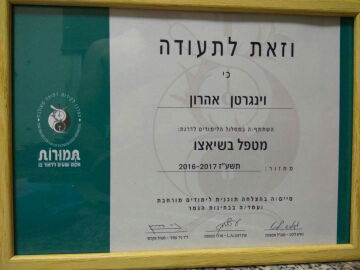 וזאת לתעודה
כי
וינגרטן אהרון
השתתף/ה במסלול הלימודים לדרגת:
מטפל בשיאצו
מחזור: תשע"ז 2016-2017
סיים/ה בהצלחה תוכנית לימודים מורחבת
ועמד/ה בבחינות הגמר
תמורות